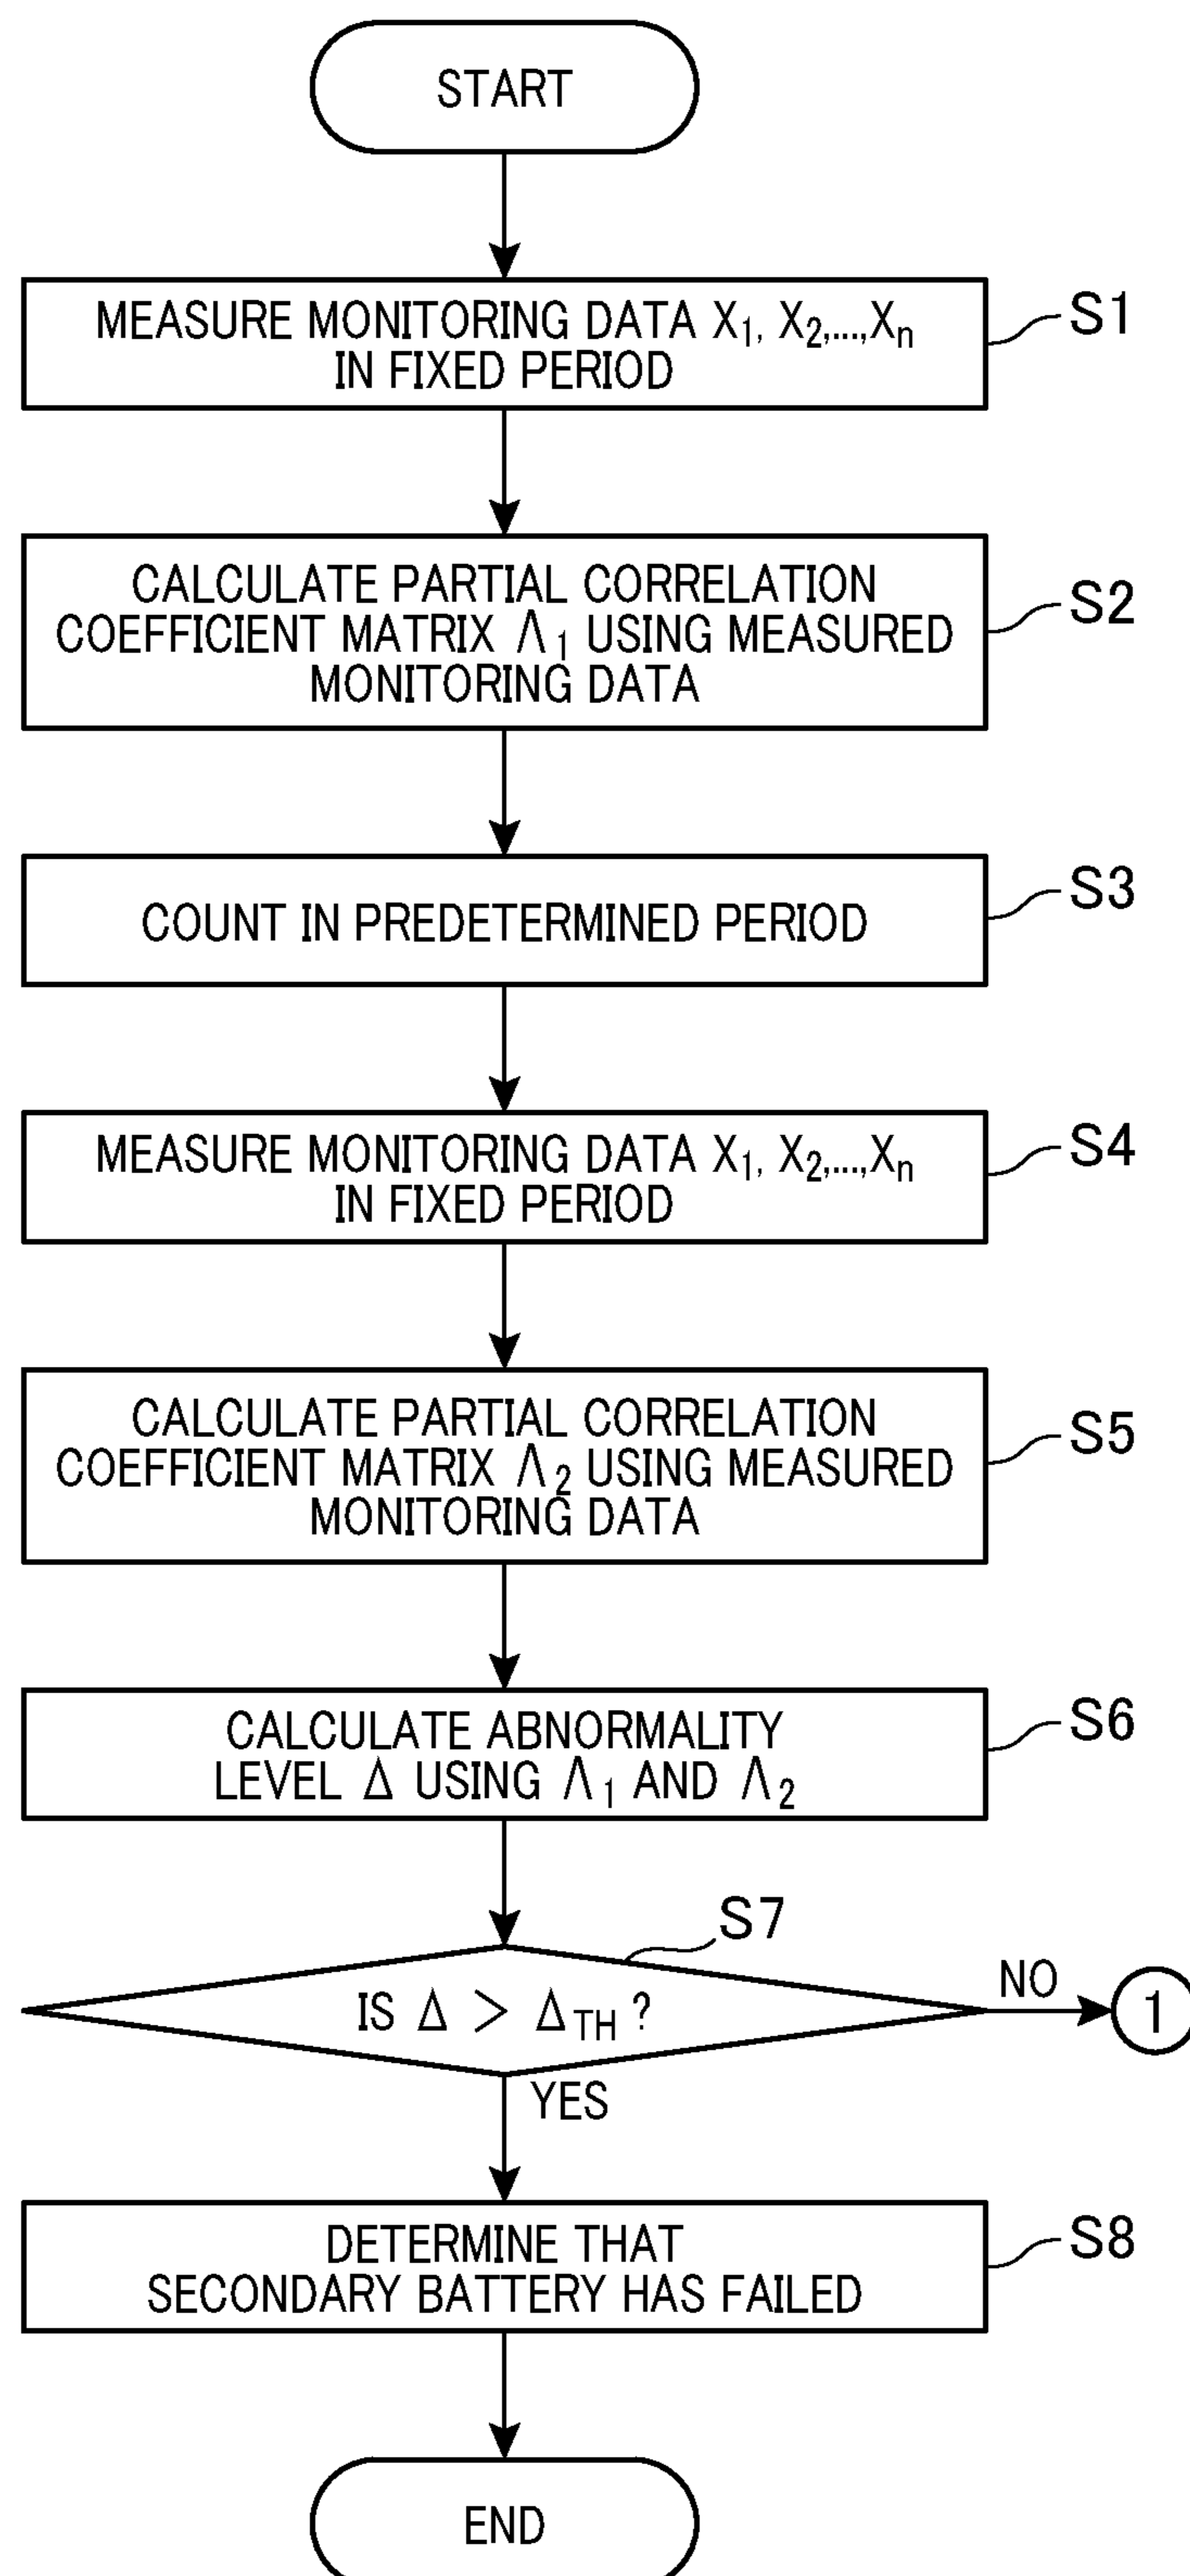 START
MEASURE MONITORING DATA X₁, X₂,...,Xₙ
IN FIXED PERIOD
S1
CALCULATE PARTIAL CORRELATION
COEFFICIENT MATRIX Λ₁ USING MEASURED
MONITORING DATA
S2
COUNT IN PREDETERMINED PERIOD
S3
MEASURE MONITORING DATA X₁, X₂,...,Xₙ
IN FIXED PERIOD
S4
CALCULATE PARTIAL CORRELATION
COEFFICIENT MATRIX Λ₂ USING MEASURED
MONITORING DATA
S5
CALCULATE ABNORMALITY
LEVEL Δ USING Λ₁ AND Λ₂
S6
S7
IS Δ > Δ_TH ?
NO
1
YES
DETERMINE THAT
SECONDARY BATTERY HAS FAILED
S8
END